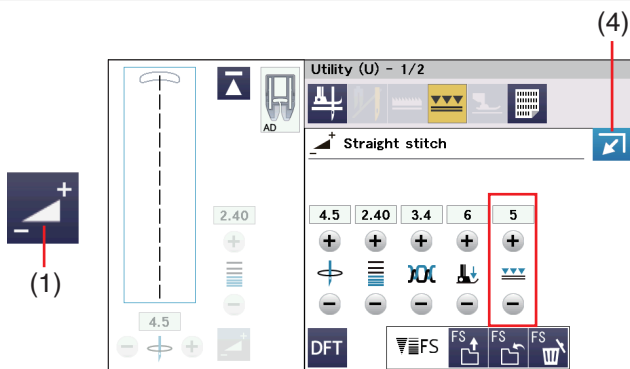 (4)
Utility (U) - 1/2
AD
Straight stitch
2.40
4.5 2.40 3.4 6 5
(1)
4.5
DFT FS FS FS FS